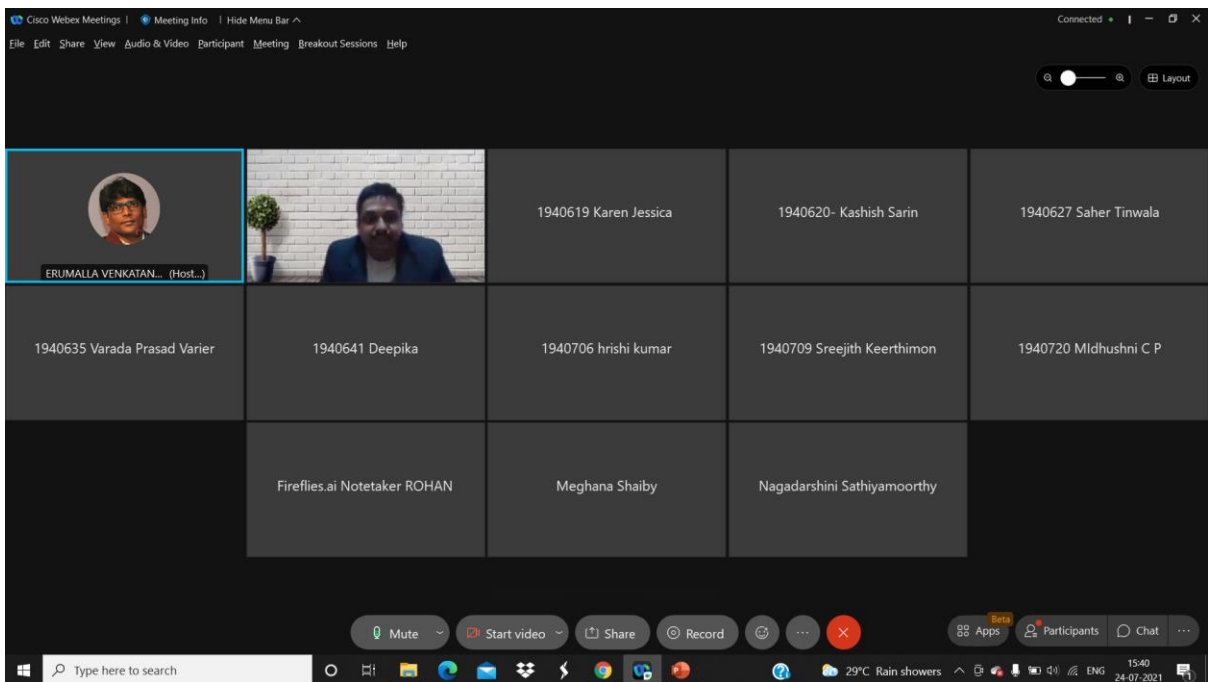 Cisco Webex Meetings | Meeting Info | Hide Menu Bar
Connected
File Edit Share View Audio & Video Participant Meeting Breakout Sessions Help
Layout
ERUMALLA VENKATAN... (Host...)
1940619 Karen Jessica
1940620- Kashish Sarin
1940627 Saher Tinwala
1940635 Varada Prasad Varier
1940641 Deepika
1940706 hrishi kumar
1940709 Sreejith Keerthimon
1940720 MIdhushni C P
Fireflies.ai Notetaker ROHAN
Meghana Shaiby
Nagadarshini Sathiyamoorthy
Mute
Start video
Share
Record
Beta
Apps
Participants
Chat
Type here to search
29°C Rain showers
ENG
15:40
24-07-2021